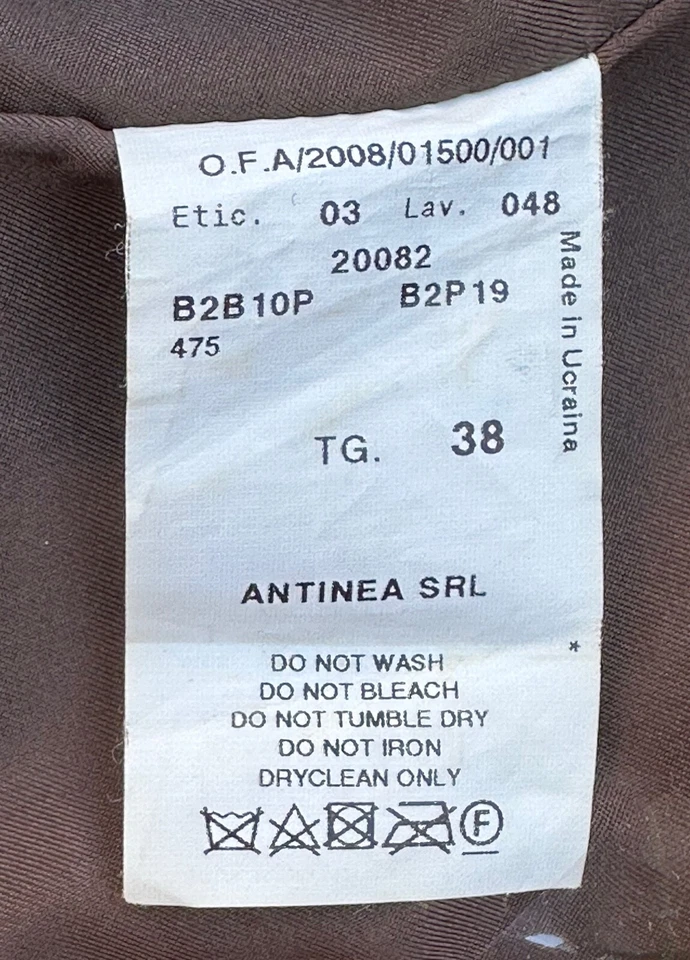 O.F.A/2008/01500/001
Etic. 03 Lav. 048
20082
B2B10P B2P19
475
Made in Ucraina
TG. 38
ANTINEA SRL
*
DO NOT WASH
DO NOT BLEACH
DO NOT TUMBLE DRY
DO NOT IRON
DRYCLEAN ONLY
F